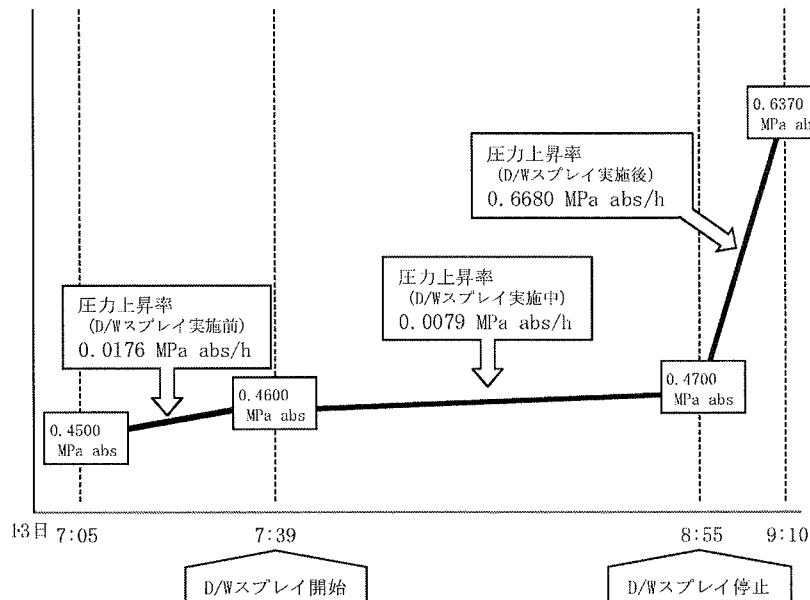 0.6370
MPa abs
圧力上昇率
(D/Wスプレイ実施後)
0.6680 MPa abs/h
圧力上昇率
(D/Wスプレイ実施中)
0.0079 MPa abs/h
圧力上昇率
(D/Wスプレイ実施前)
0.0176 MPa abs/h
0.4700
MPa abs
0.4600
MPa abs
0.4500
MPa abs
13日 7:05 7:39 8:55 9:10
D/Wスプレイ開始 D/Wスプレイ停止